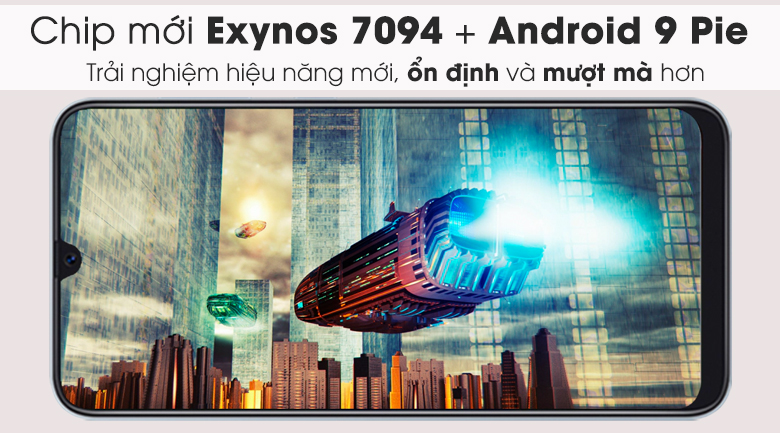 Chip mới Exynos 7094 + Android 9 Pie
Trải nghiệm hiệu năng mới, ổn định và mượt mà hơn